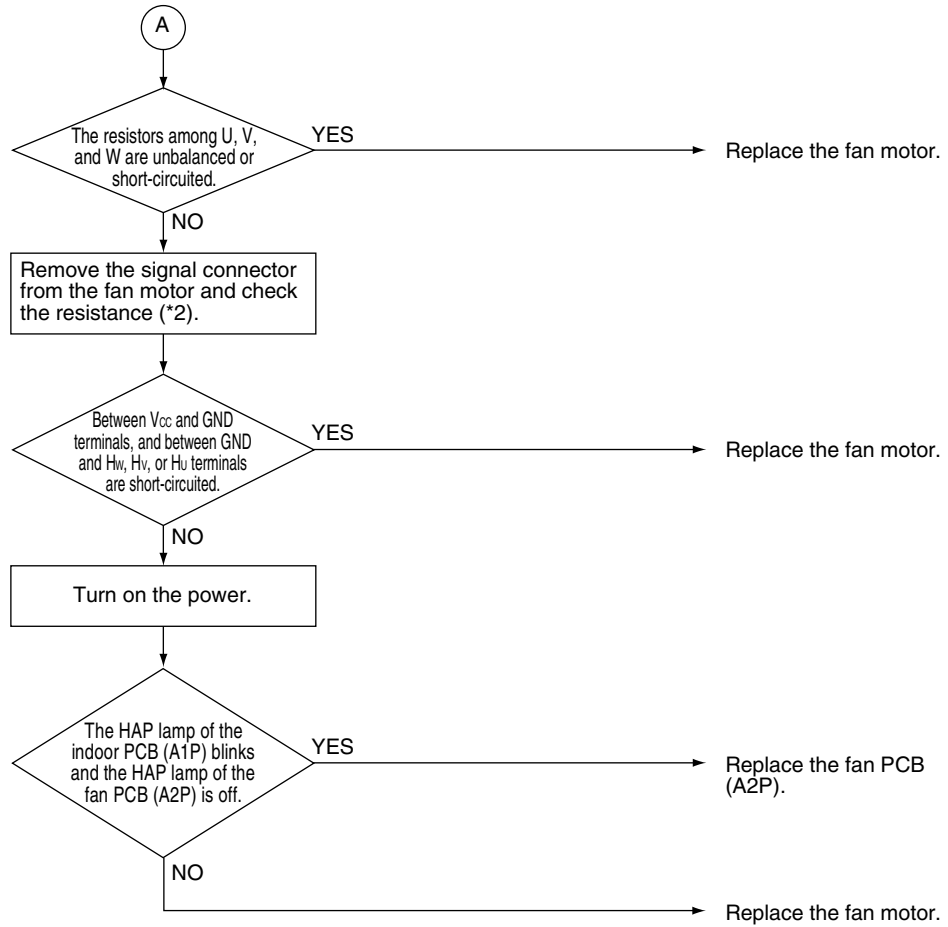 A
The resistors among U, V,
and W are unbalanced or
short-circuited.
YES
Replace the fan motor.
NO
Remove the signal connector
from the fan motor and check
the resistance (*2).
Between Vcc and GND
terminals, and between GND
and Hw, Hv, or Hu terminals
are short-circuited.
YES
Replace the fan motor.
NO
Turn on the power.
The HAP lamp of the
indoor PCB (A1P) blinks
and the HAP lamp of the
fan PCB (A2P) is off.
YES
Replace the fan PCB
(A2P).
NO
Replace the fan motor.